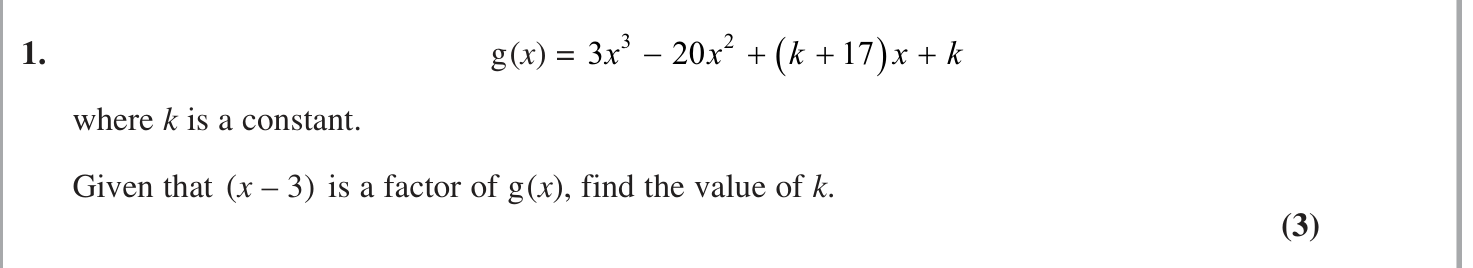 1. g(x) = 3x³ − 20x² + (k + 17)x + k
where k is a constant.
Given that (x – 3) is a factor of g(x), find the value of k.
(3)